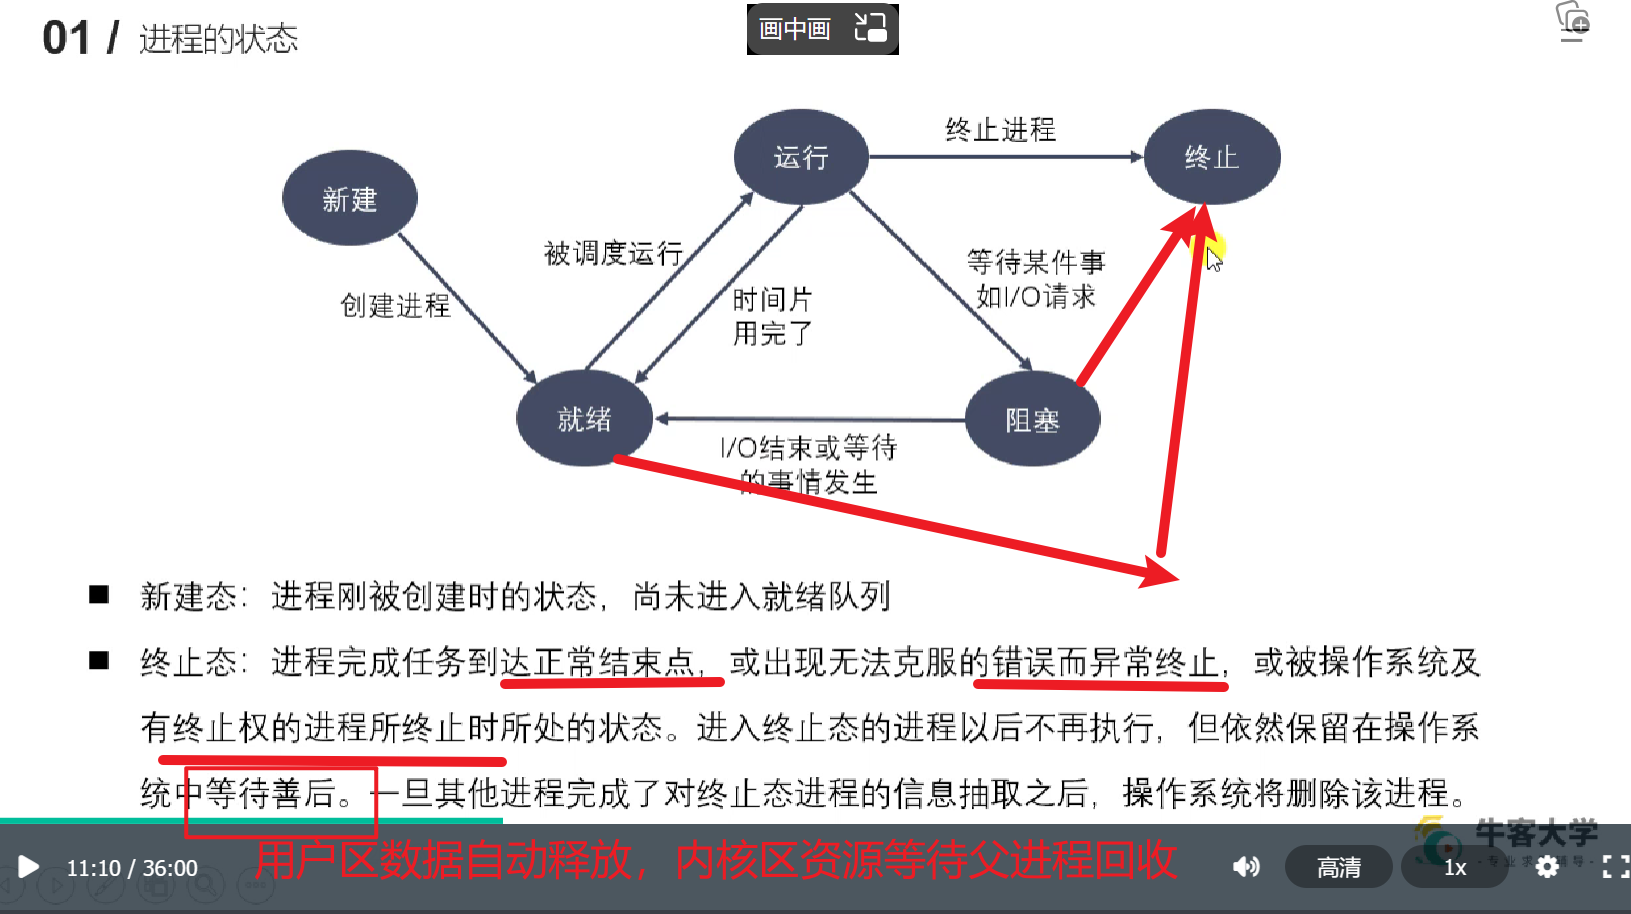 01 / 进程的状态
画中画
运行
终止进程
终止
新建
被调度运行
等待某件事
如I/O请求
创建进程
时间片
用完了
就绪
阻塞
I/O结束或等待
的事情发生
■ 新建态：进程刚被创建时的状态，尚未进入就绪队列
■ 终止态：进程完成任务到达正常结束点，或出现无法克服的错误而异常终止，或被操作系统及
有终止权的进程所终止时所处的状态。进入终止态的进程以后不再执行，但依然保留在操作系
统中等待善后。一旦其他进程完成了对终止态进程的信息抽取之后，操作系统将删除该进程。
牛客大学
用户区数据自动释放，内核区资源等待父进程回收
11:10 / 36:00
高清
1x